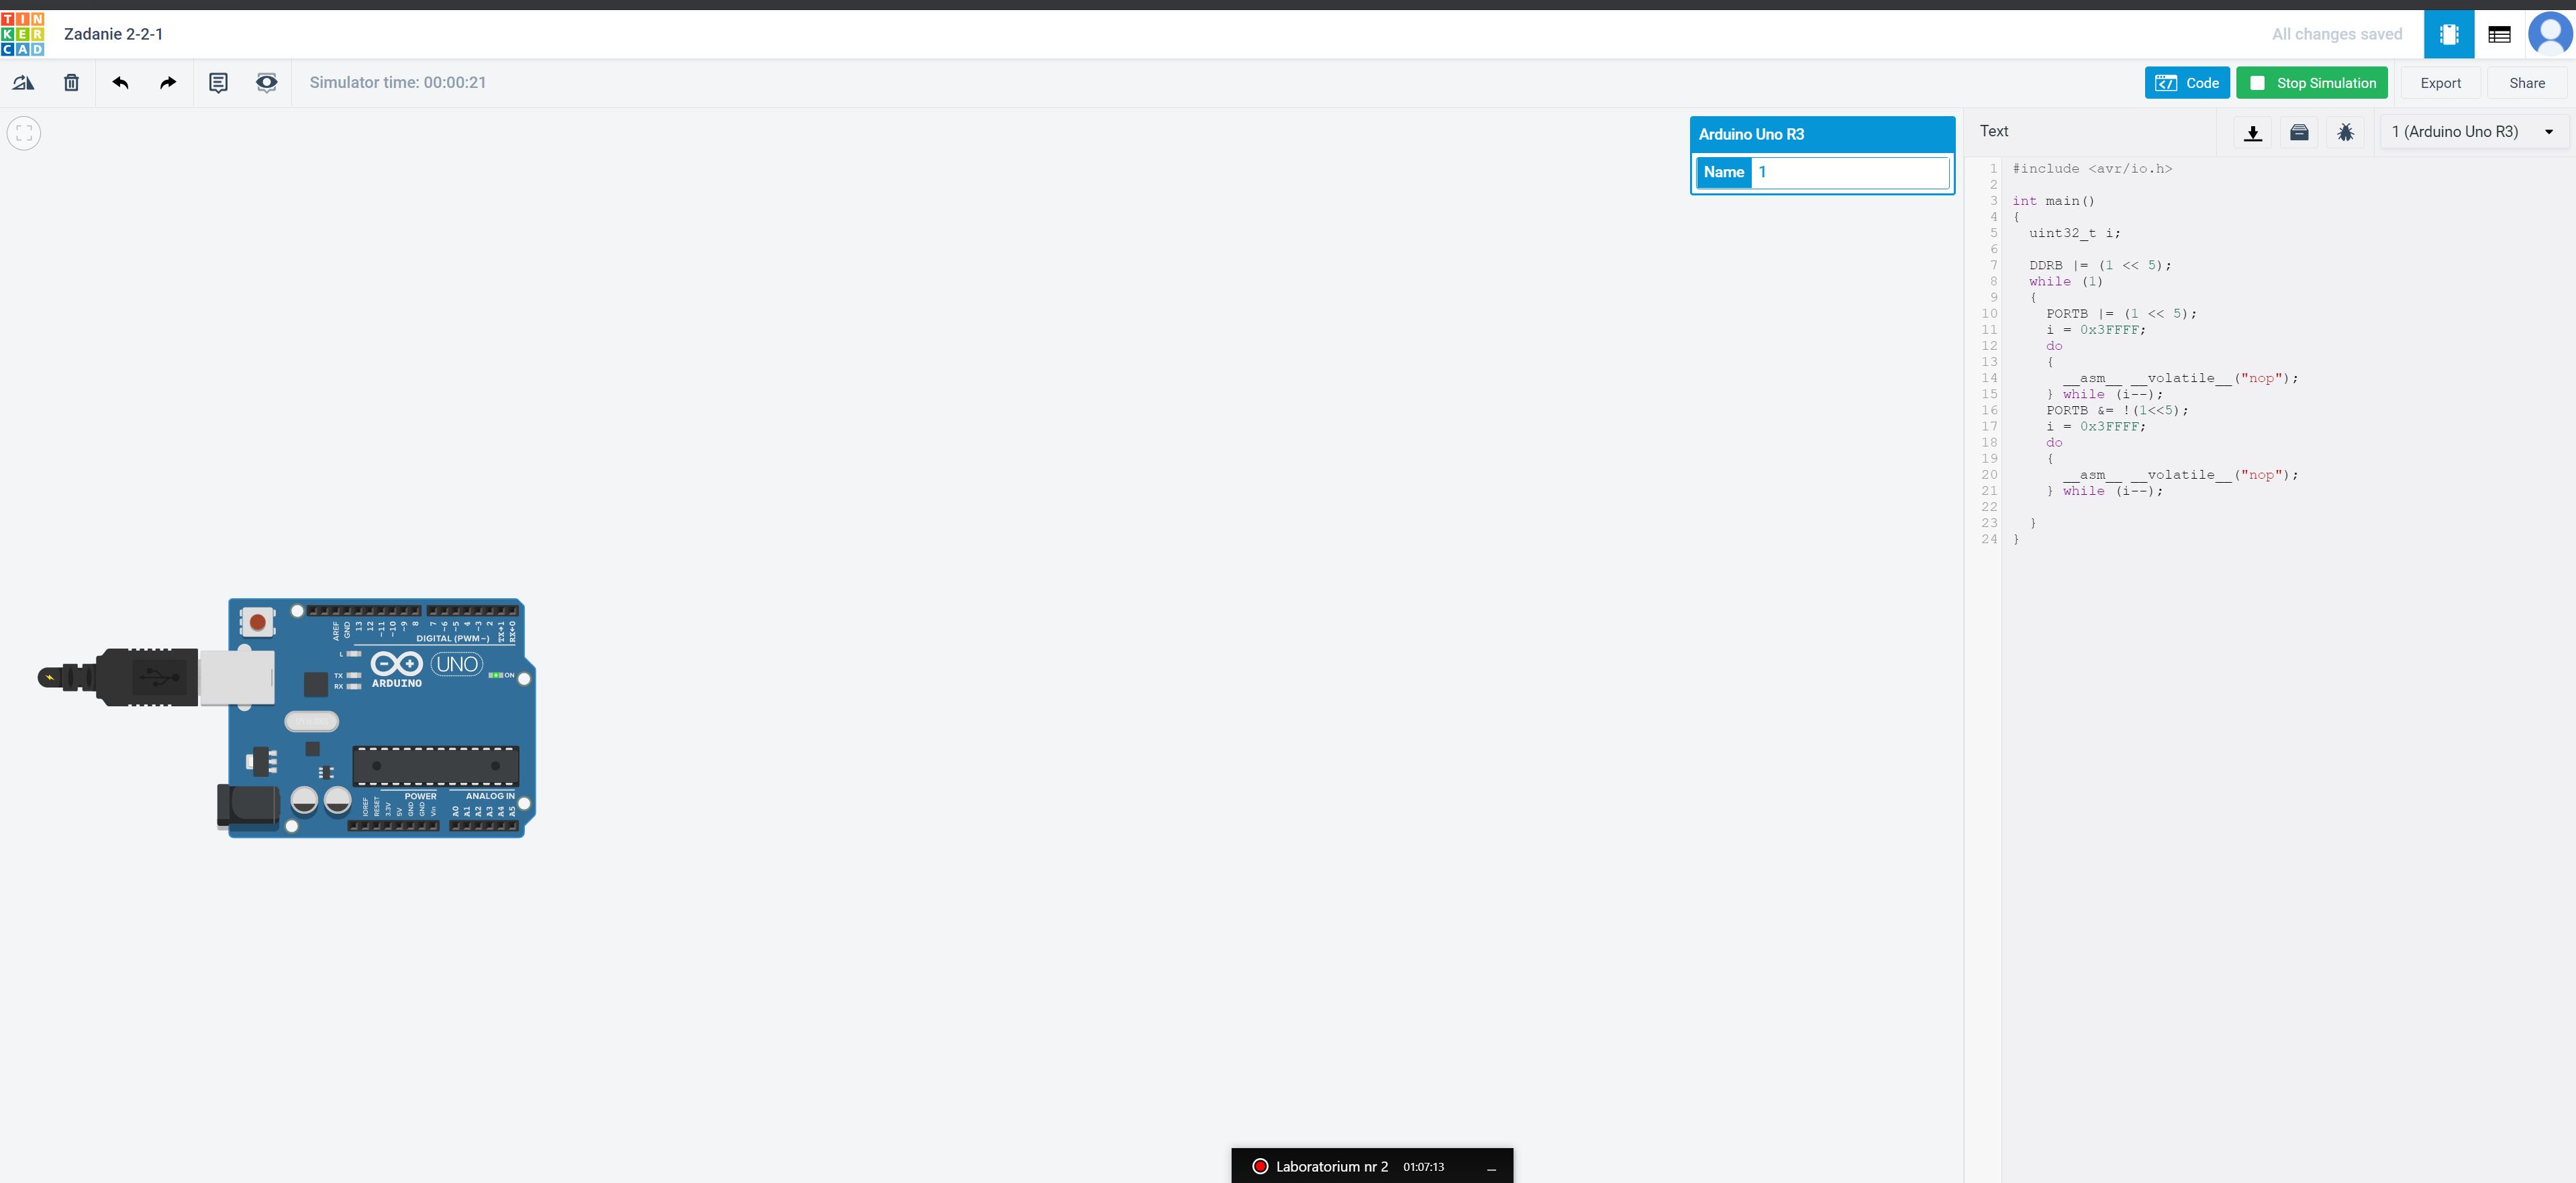 TIN
KER
CAD
Zadanie 2-2-1
All changes saved
Simulator time: 00:00:21
Code
Stop Simulation
Export
Share
Arduino Uno R3
Name 1
Text
1 (Arduino Uno R3)
1 #include <avr/io.h>
2
3 int main()
4 {
5 uint32_t i;
6
7 DDRB |= (1 << 5);
8 while (1)
9 {
10 PORTB |= (1 << 5);
11 i = 0x3FFFF;
12 do
13 {
14 __asm__ __volatile__("nop");
15 } while (i--);
16 PORTB &= !(1<<5);
17 i = 0x3FFFF;
18 do
19 {
20 __asm__ __volatile__("nop");
21 } while (i--);
22
23 }
24 }
AREF GND 13 12 ~11 ~10 ~9 8 7 ~6 ~5 4 ~3 2 TX→1 RX←0
DIGITAL (PWM~)
L
UNO
TX
RX
ARDUINO
ON
POWER
ANALOG IN
IOREF RESET 3.3V 5V GND GND Vin A0 A1 A2 A3 A4 A5
Laboratorium nr 2 01:07:13